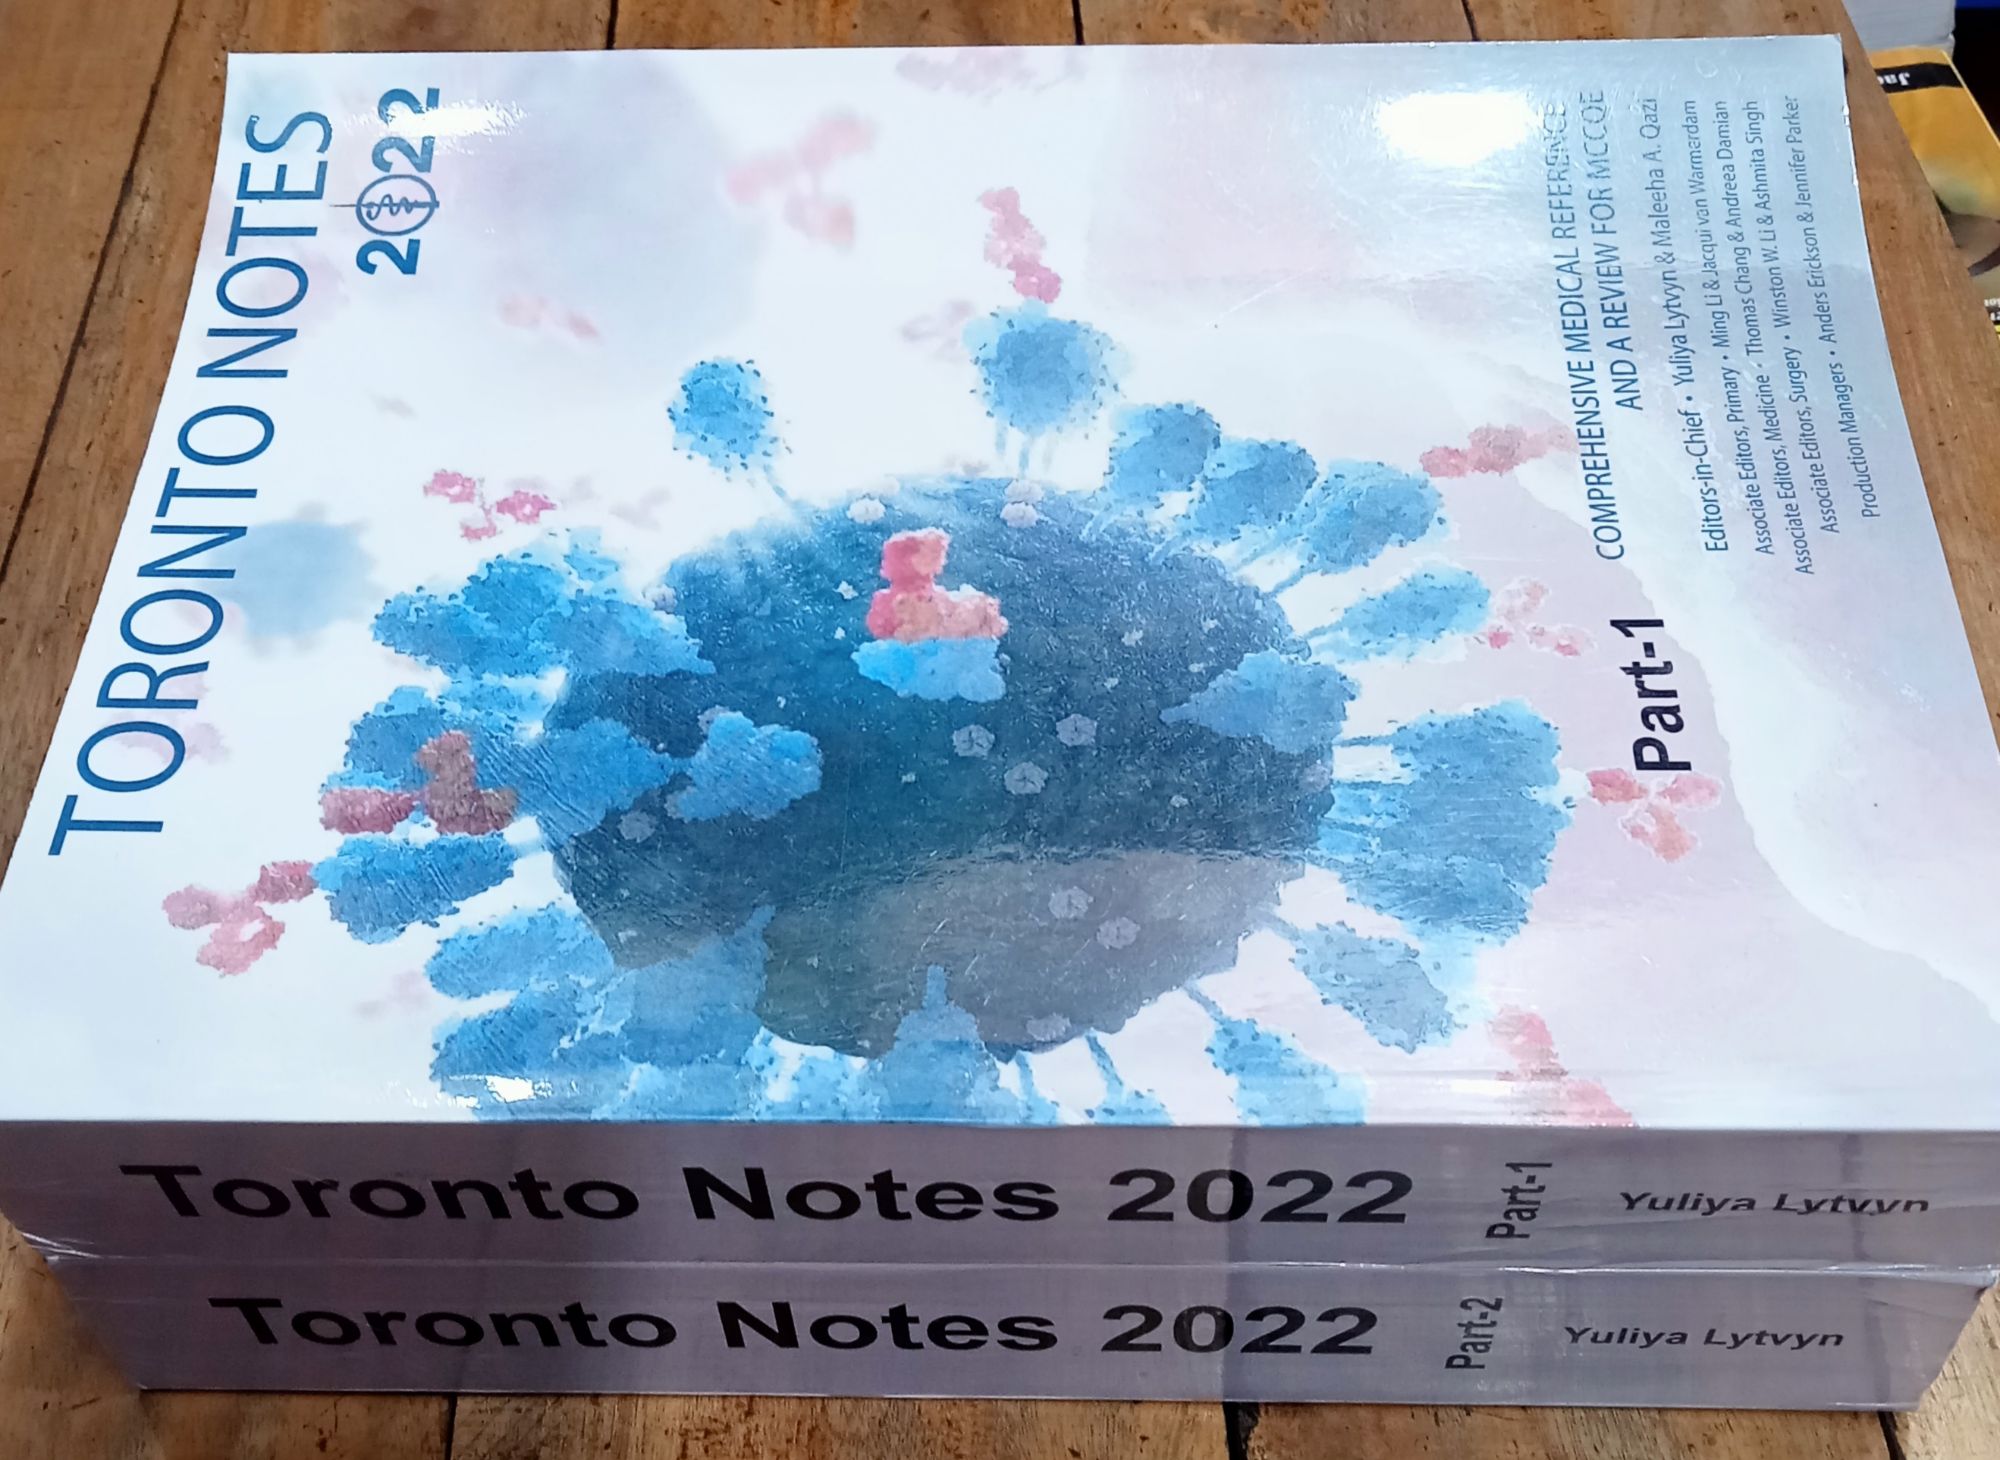 TORONTO NOTES
2022
COMPREHENSIVE MEDICAL REFERENCE
AND A REVIEW FOR MCCQE
Editors-in-Chief • Yuliya Lytvyn & Maleeha A. Qazi
Associate Editors, Primary • Ming Li & Jacqui van Warmerdam
Associate Editors, Medicine • Thomas Chang & Andreea Damian
Associate Editors, Surgery • Winston W. Li & Ashmita Singh
Production Managers • Anders Erickson & Jennifer Parker
Part-1
Toronto Notes 2022 Part-1 Yuliya Lytvyn
Toronto Notes 2022 Part-2 Yuliya Lytvyn